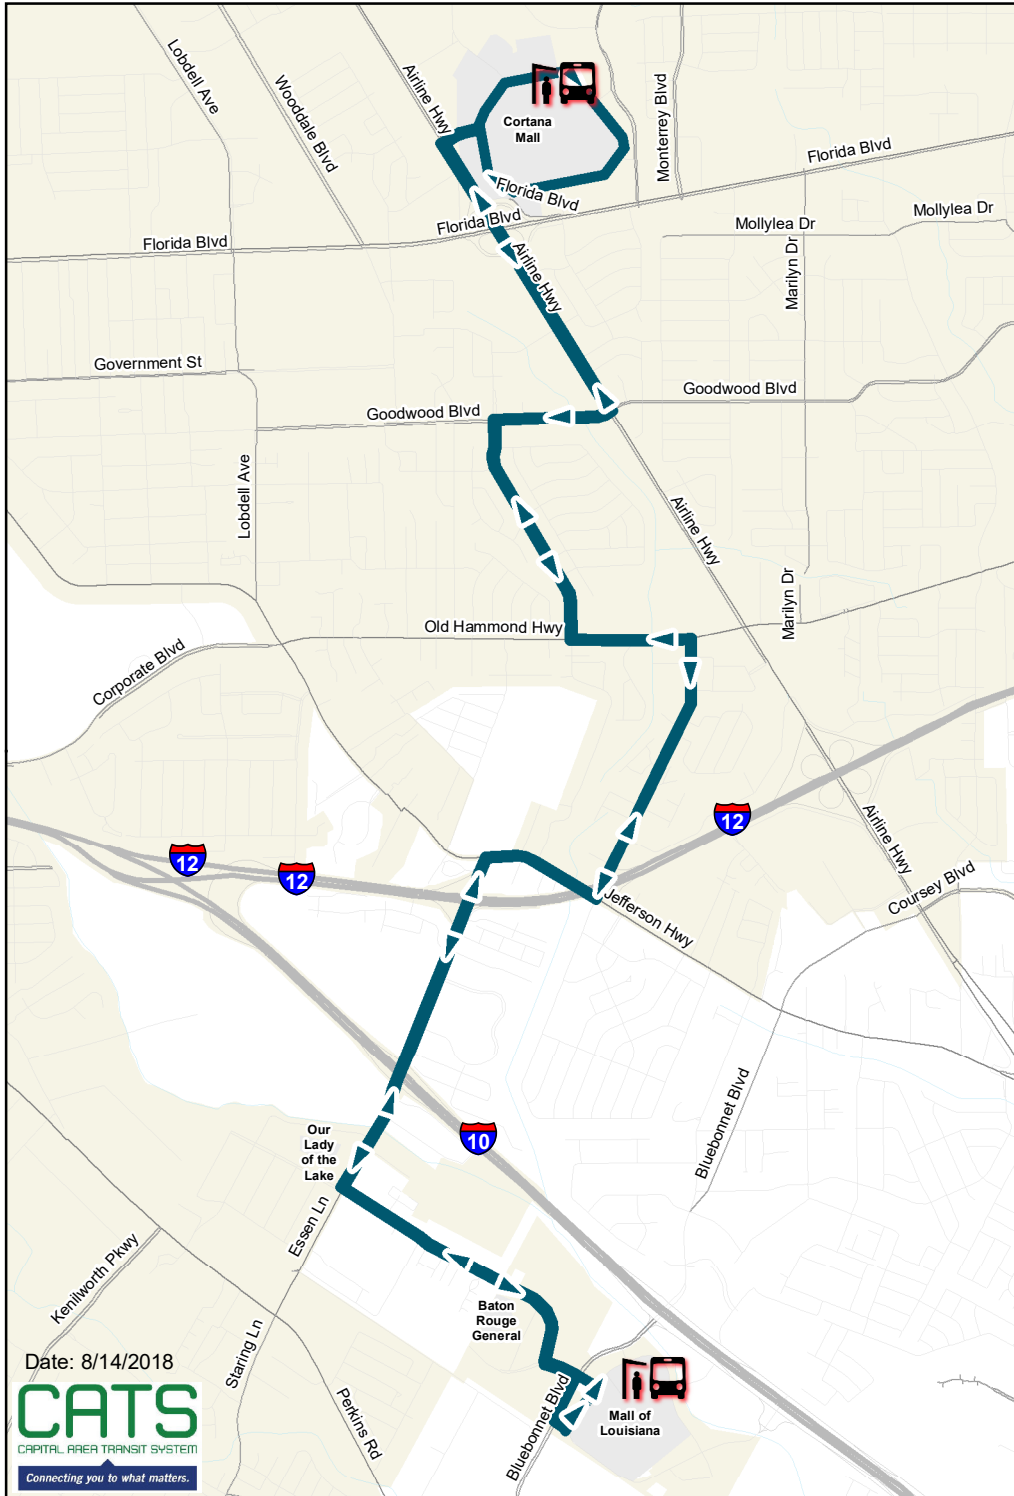 Lobdell Ave
Wooddale Blvd
Airline Hwy
Monterrey Blvd
Cortana
Mall
Florida Blvd
Florida Blvd
Florida Blvd
Florida Blvd
Mollylea Dr
Mollylea Dr
Marilyn Dr
Airline Hwy
Government St
Goodwood Blvd
Goodwood Blvd
Lobdell Ave
Airline Hwy
Marilyn Dr
Old Hammond Hwy
Corporate Blvd
12
12
12
Airline Hwy
Coursey Blvd
Jefferson Hwy
Bluebonnet Blvd
10
Our
Lady
of the
Lake
Essen Ln
Kenilworth Pkwy
Baton
Rouge
General
Staring Ln
Perkins Rd
Bluebonnet Blvd
Mall of
Louisiana
Date: 8/14/2018
CATS
CAPITAL AREA TRANSIT SYSTEM
Connecting you to what matters.